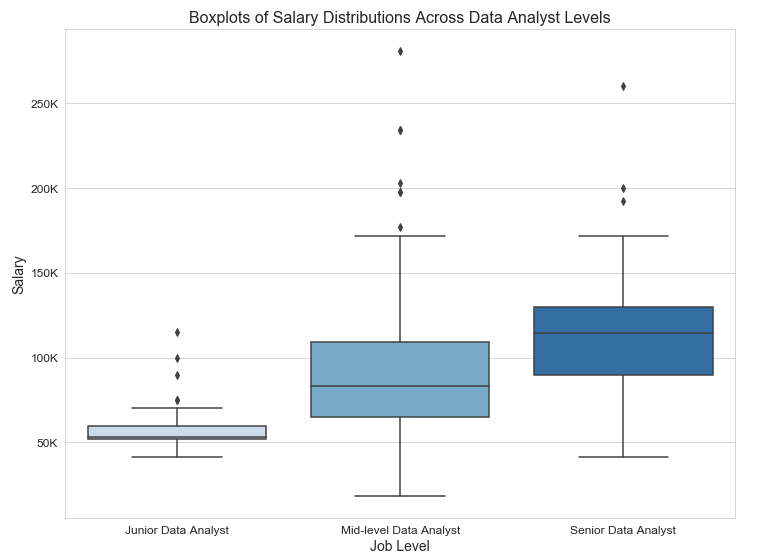 Boxplots of Salary Distributions Across Data Analyst Levels
250K
200K
150K
100K
50K
Salary
Junior Data Analyst
Mid-level Data Analyst
Senior Data Analyst
Job Level